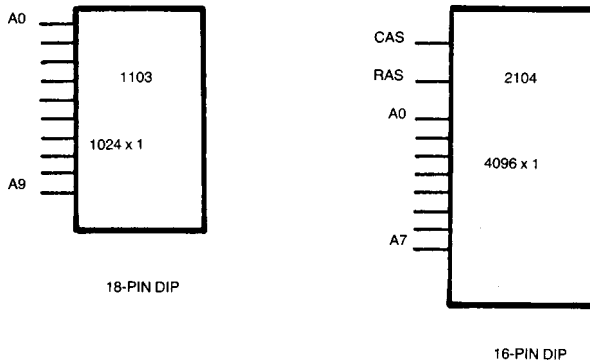 A0
1103
1024 x 1
A9
18-PIN DIP
CAS
RAS
2104
A0
4096 x 1
A7
16-PIN DIP